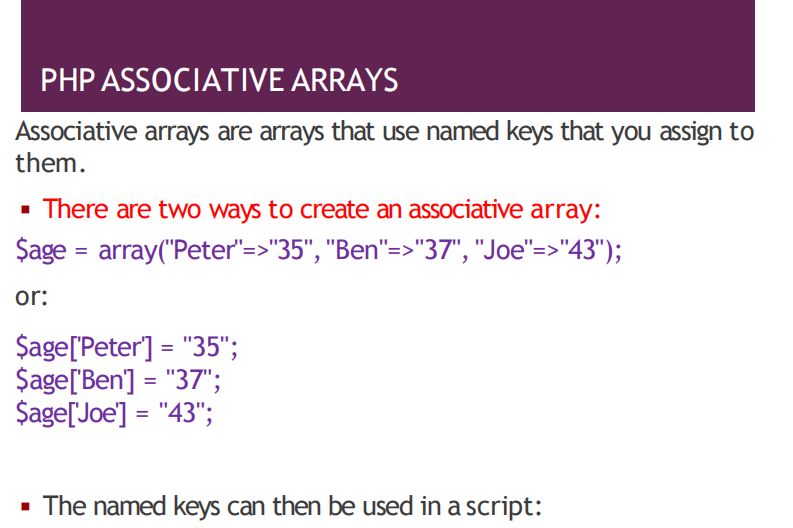 PHP ASSOCIATIVE ARRAYS
Associative arrays are arrays that use named keys that you assign to
them.
▪ There are two ways to create an associative array:
$age = array("Peter"=>"35", "Ben"=>"37", "Joe"=>"43");
or:
$age['Peter'] = "35";
$age['Ben'] = "37";
$age['Joe'] = "43";
▪ The named keys can then be used in a script: